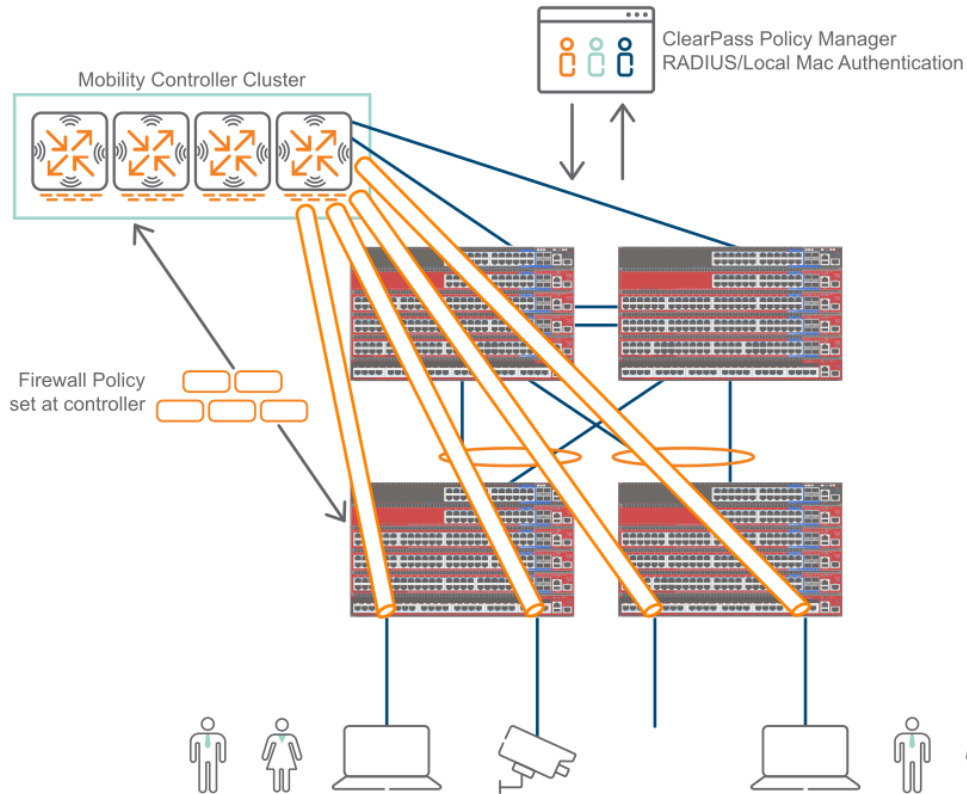 ClearPass Policy Manager
RADIUS/Local Mac Authentication
Mobility Controller Cluster
Firewall Policy
set at controller